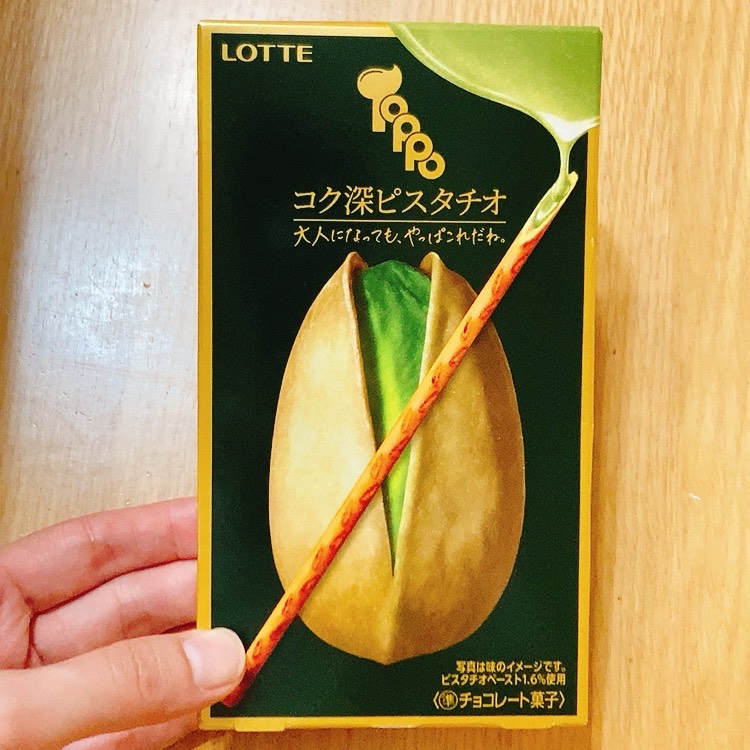 LOTTE
Toppo
コク深ピスタチオ
大人になっても、やっぱこれだね。
写真は味のイメージです。
ピスタチオペースト1.6%使用
〈準チョコレート菓子〉